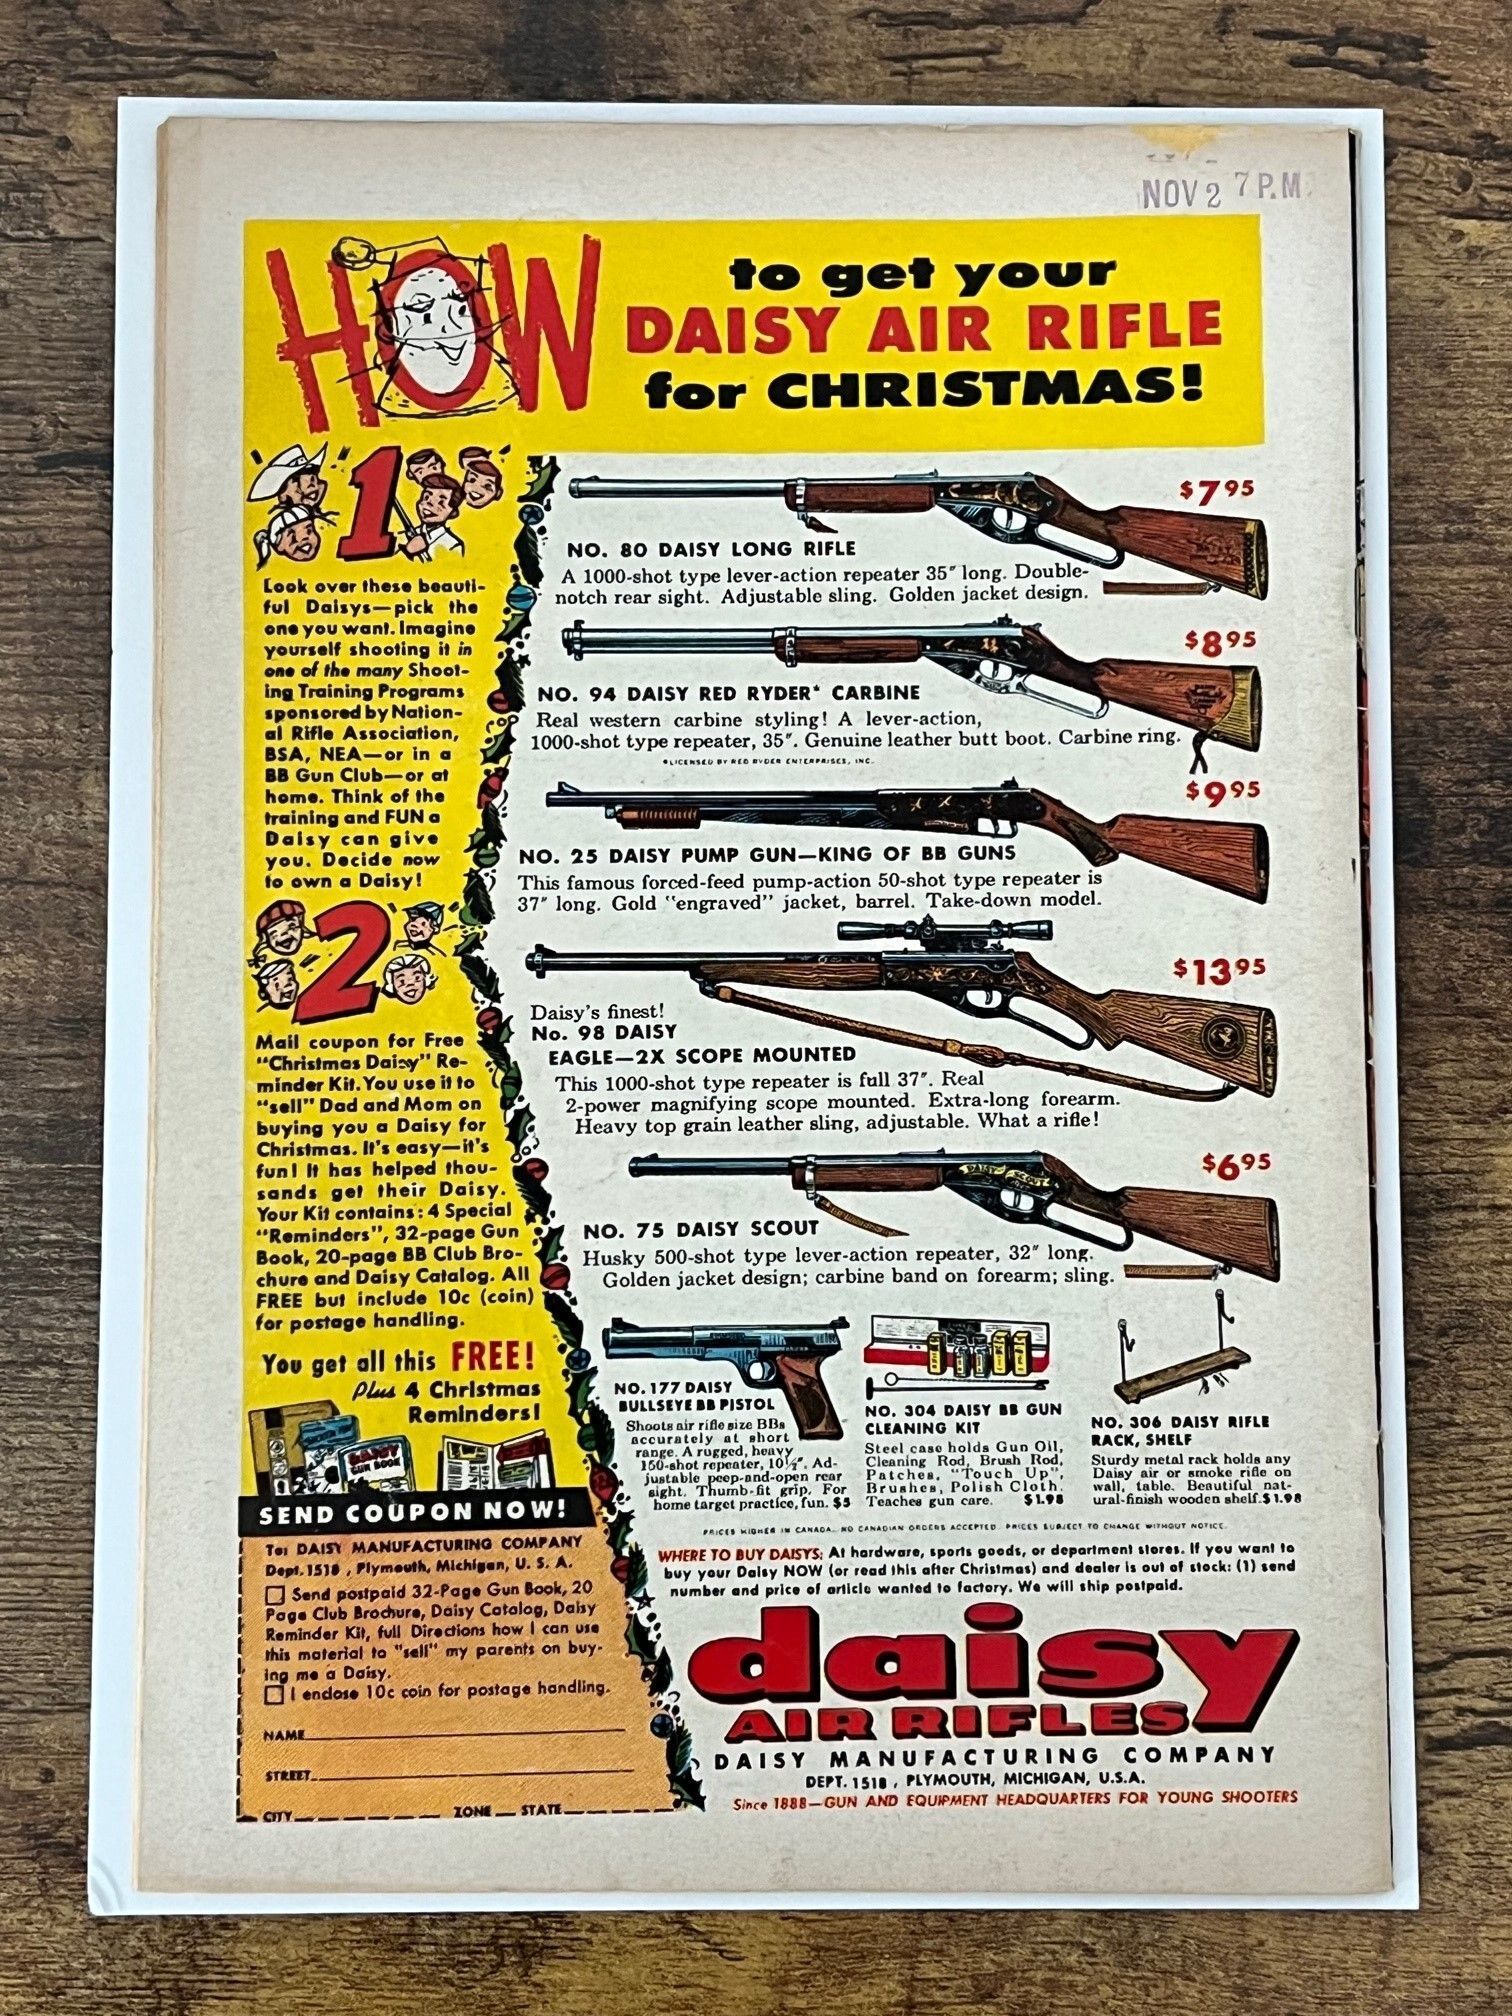 NOV 2 7 P.M.
HOW
to get your
DAISY AIR RIFLE
for CHRISTMAS!
1
Look over these beauti-
ful Daisys—pick the
one you want. Imagine
yourself shooting it in
one of the many Shoot-
ing Training Programs
sponsored by Nation-
al Rifle Association,
BSA, NEA—or in a
BB Gun Club—or at
home. Think of the
training and FUN a
Daisy can give
you. Decide now
to own a Daisy!
2
Mail coupon for Free
"Christmas Daisy" Re-
minder Kit. You use it to
"sell" Dad and Mom on
buying you a Daisy for
Christmas. It's easy—it's
fun! It has helped thou-
sands get their Daisy.
Your Kit contains: 4 Special
"Reminders", 32-page Gun
Book, 20-page BB Club Bro-
chure and Daisy Catalog. All
FREE but include 10c (coin)
for postage handling.
You get all this FREE!
Plus 4 Christmas
Reminders!
DAISY
GUN BOOK
SEND COUPON NOW!
To: DAISY MANUFACTURING COMPANY
Dept. 1518, Plymouth, Michigan, U. S. A.
Send postpaid 32-Page Gun Book, 20
Page Club Brochure, Daisy Catalog, Daisy
Reminder Kit, full Directions how I can use
this material to "sell" my parents on buy-
ing me a Daisy.
I enclose 10c coin for postage handling.
NAME
STREET
CITY ZONE STATE
$7 95
NO. 80 DAISY LONG RIFLE
A 1000-shot type lever-action repeater 35" long. Double-
notch rear sight. Adjustable sling. Golden jacket design.
$8 95
NO. 94 DAISY RED RYDER* CARBINE
Real western carbine styling! A lever-action,
1000-shot type repeater, 35". Genuine leather butt boot. Carbine ring.
*LICENSED BY RED RYDER ENTERPRISES, INC.
$9 95
NO. 25 DAISY PUMP GUN—KING OF BB GUNS
This famous forced-feed pump-action 50-shot type repeater is
37" long. Gold "engraved" jacket, barrel. Take-down model.
$13 95
Daisy's finest!
No. 98 DAISY
EAGLE—2X SCOPE MOUNTED
This 1000-shot type repeater is full 37". Real
2-power magnifying scope mounted. Extra-long forearm.
Heavy top grain leather sling, adjustable. What a rifle!
$6 95
DAISY SCOUT
NO. 75 DAISY SCOUT
Husky 500-shot type lever-action repeater, 32" long.
Golden jacket design; carbine band on forearm; sling.
NO. 177 DAISY
BULLSEYE BB PISTOL
Shoots air rifle size BBs
accurately at short
range. A rugged, heavy
150-shot repeater, 10½". Ad-
justable peep-and-open rear
sight. Thumb-fit grip. For
home target practice, fun. $5
NO. 304 DAISY BB GUN
CLEANING KIT
Steel case holds Gun Oil,
Cleaning Rod, Brush Rod,
Patches, "Touch Up",
Brushes, Polish Cloth.
Teaches gun care. $1.98
NO. 306 DAISY RIFLE
RACK, SHELF
Sturdy metal rack holds any
Daisy air or smoke rifle on
wall, table. Beautiful nat-
ural-finish wooden shelf. $1.98
PRICES HIGHER IN CANADA. NO CANADIAN ORDERS ACCEPTED. PRICES SUBJECT TO CHANGE WITHOUT NOTICE.
WHERE TO BUY DAISYS: At hardware, sports goods, or department stores. If you want to
buy your Daisy NOW (or read this after Christmas) and dealer is out of stock: (1) send
number and price of article wanted to factory. We will ship postpaid.
daisy
AIR RIFLES
DAISY MANUFACTURING COMPANY
DEPT. 1518, PLYMOUTH, MICHIGAN, U.S.A.
Since 1888—GUN AND EQUIPMENT HEADQUARTERS FOR YOUNG SHOOTERS